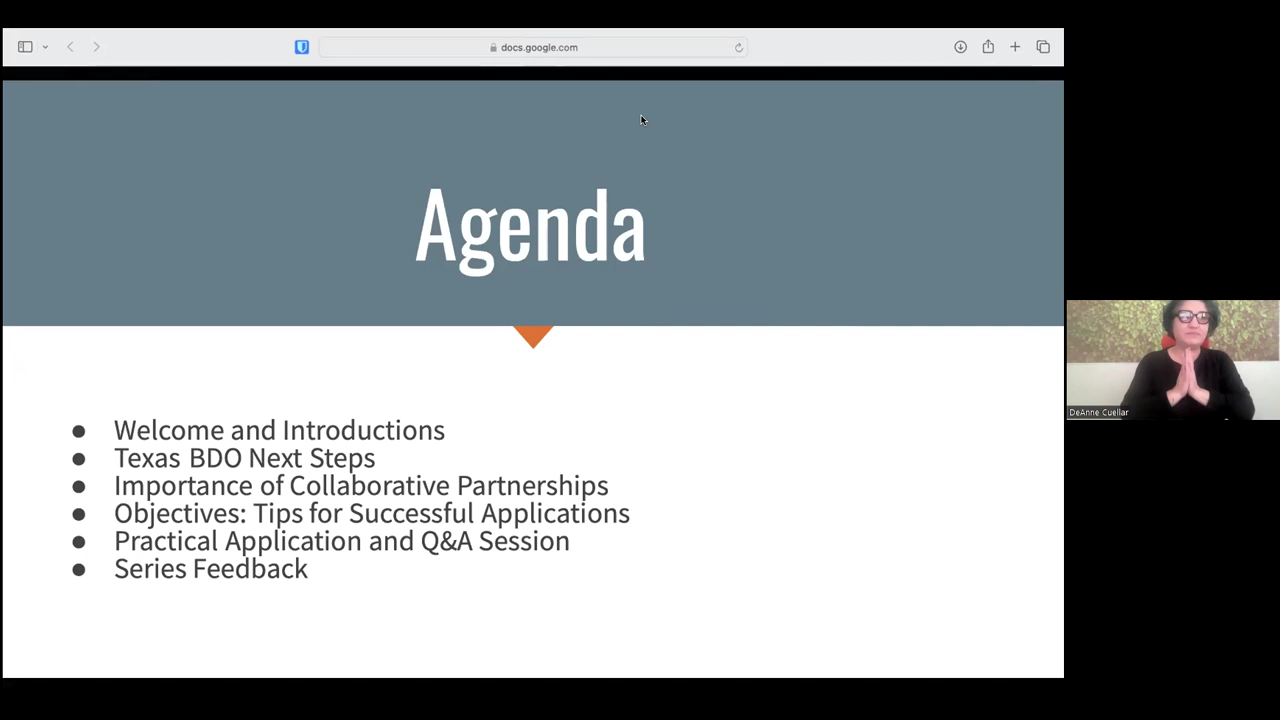 docs.google.com
Agenda
Welcome and Introductions
Texas BDO Next Steps
Importance of Collaborative Partnerships
Objectives: Tips for Successful Applications
Practical Application and Q&A Session
Series Feedback
DeAnne Cuellar